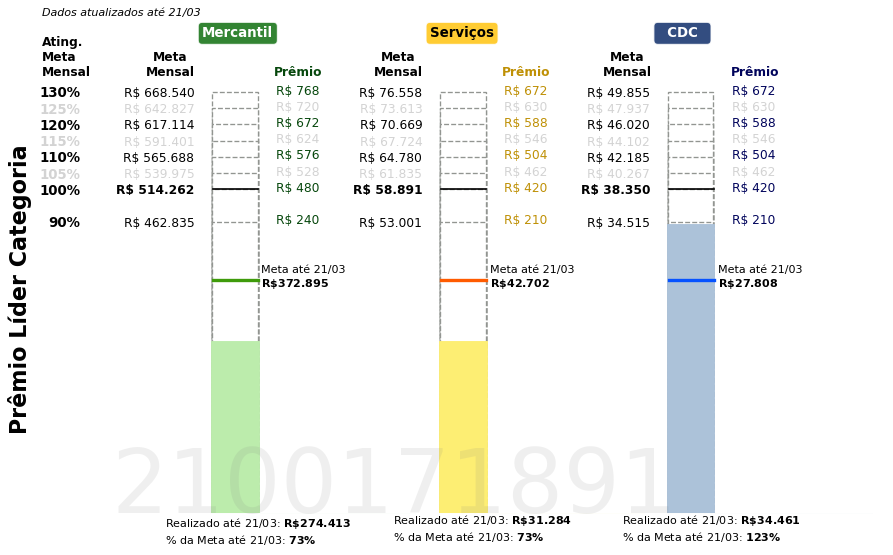 Dados atualizados até 21/03
Mercantil Serviços CDC
Ating. Meta Mensal
Meta Mensal Prêmio Meta Mensal Prêmio Meta Mensal Prêmio
130% R$ 668.540 R$ 768 R$ 76.558 R$ 672 R$ 49.855 R$ 672
125% R$ 642.827 R$ 720 R$ 73.613 R$ 630 R$ 47.937 R$ 630
120% R$ 617.114 R$ 672 R$ 70.669 R$ 588 R$ 46.020 R$ 588
115% R$ 591.401 R$ 624 R$ 67.724 R$ 546 R$ 44.102 R$ 546
110% R$ 565.688 R$ 576 R$ 64.780 R$ 504 R$ 42.185 R$ 504
105% R$ 539.975 R$ 528 R$ 61.835 R$ 462 R$ 40.267 R$ 462
100% R$ 514.262 R$ 480 R$ 58.891 R$ 420 R$ 38.350 R$ 420
90% R$ 462.835 R$ 240 R$ 53.001 R$ 210 R$ 34.515 R$ 210
Meta até 21/03 Meta até 21/03 Meta até 21/03
R$372.895 R$42.702 R$27.808
Prêmio Líder Categoria
2100171891
Realizado até 21/03: R$274.413 Realizado até 21/03: R$31.284 Realizado até 21/03: R$34.461
% da Meta até 21/03: 73% % da Meta até 21/03: 73% % da Meta até 21/03: 123%